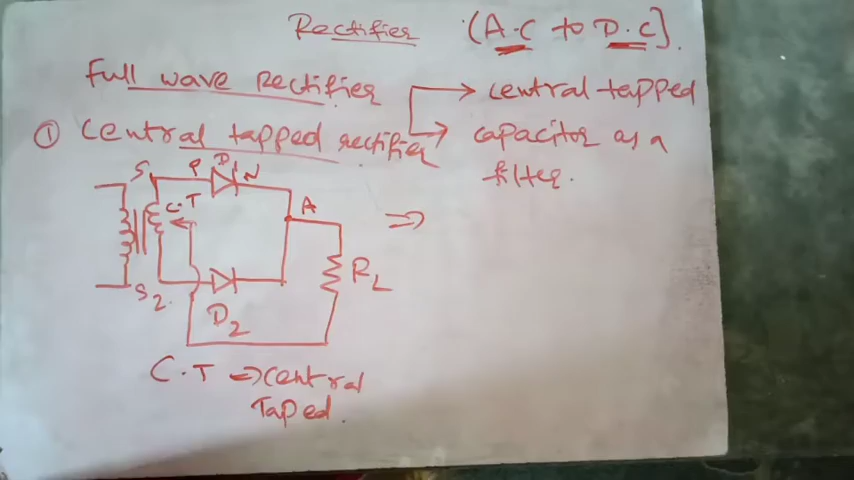 Rectifier (A.C to D.C).
Full wave Rectifier → central tapped
① Central tapped rectifier → capacitor as a
filter.
S1 P D1 N
C.T A
⇒
RL
S2
D2
C.T ⇒ central
Taped.